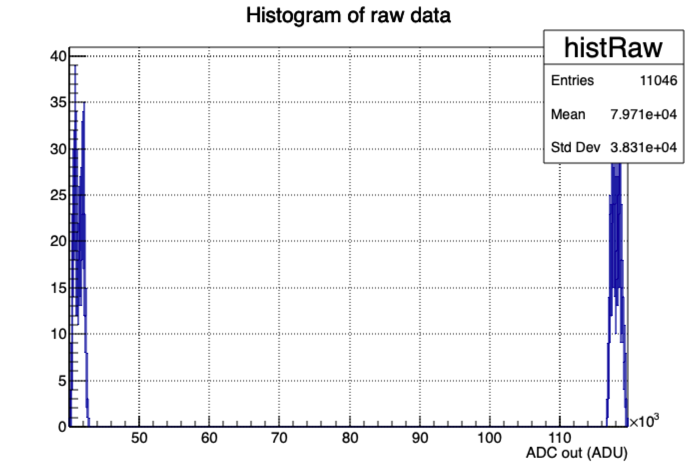 Histogram of raw data
histRaw
Entries 11046
Mean 7.971e+04
Std Dev 3.831e+04
40
35
30
25
20
15
10
5
0
50 60 70 80 90 100 110
×10³
ADC out (ADU)